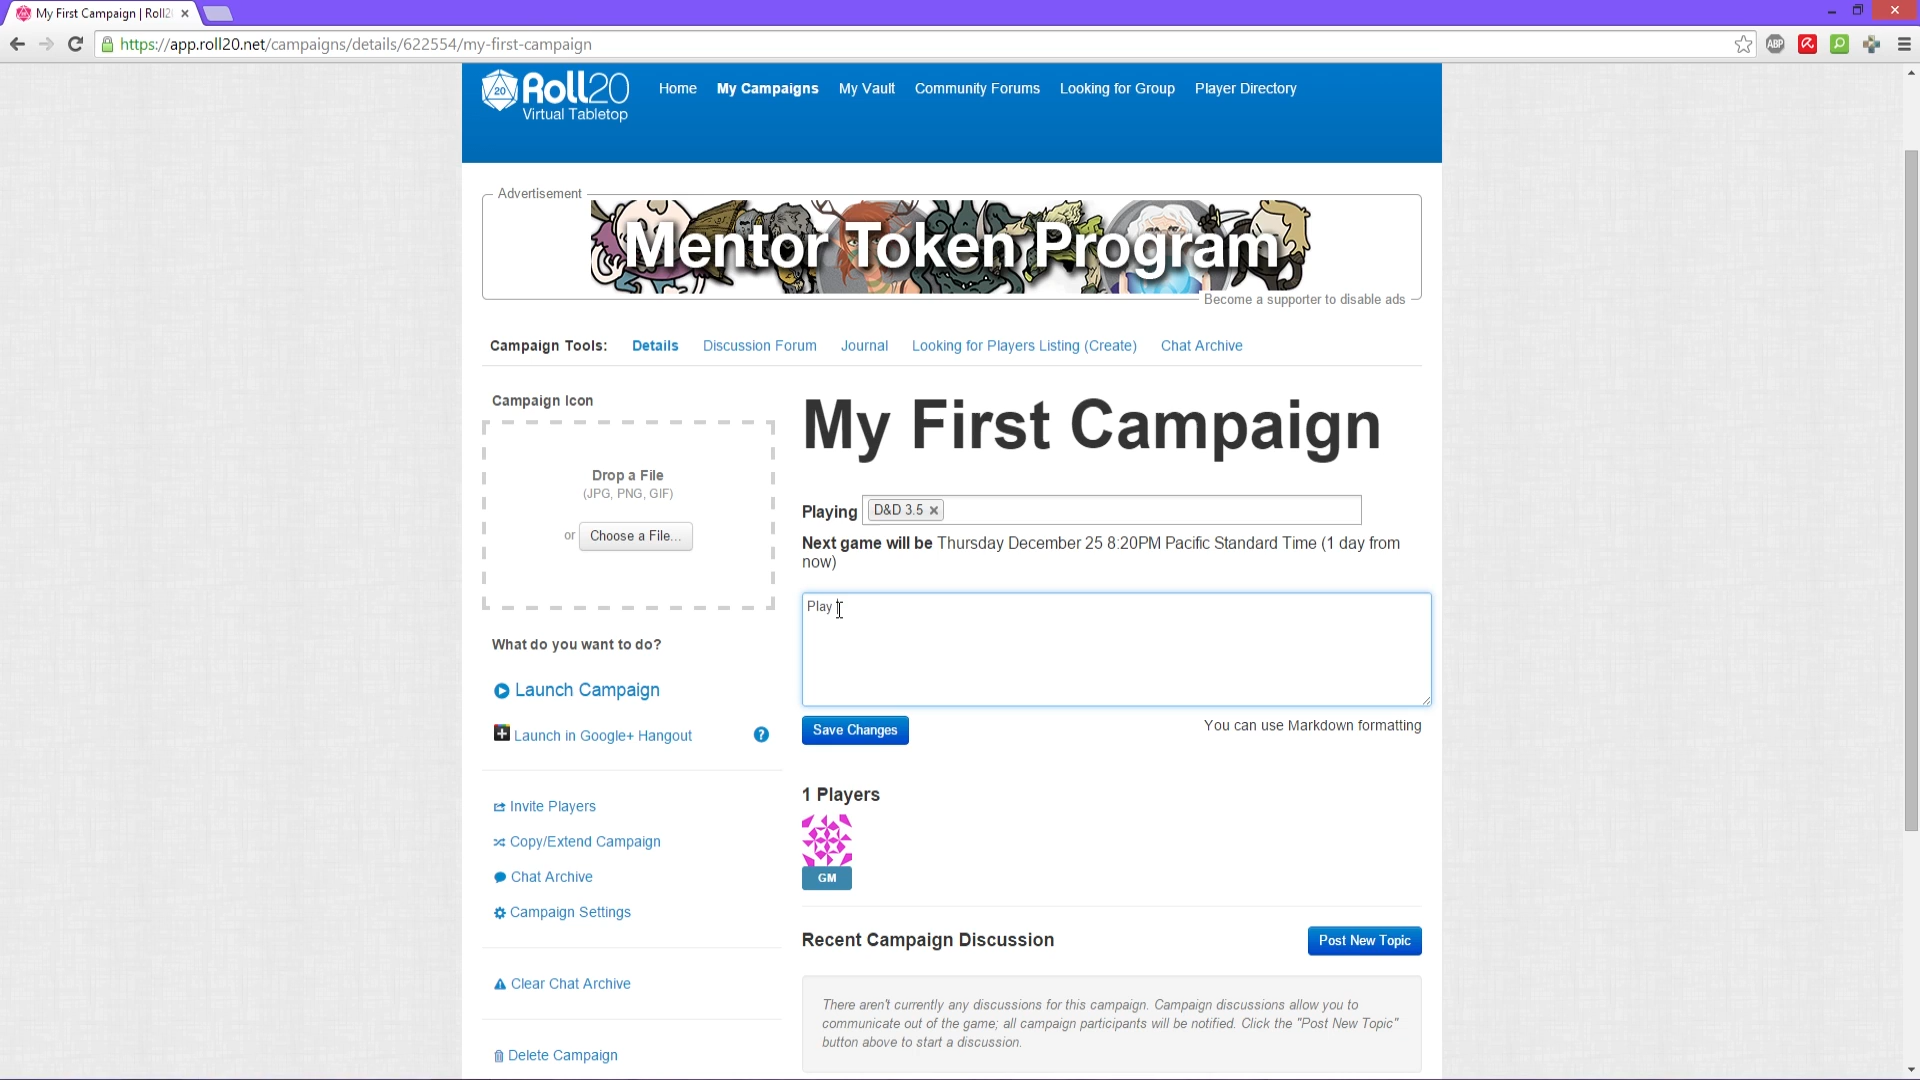 My First Campaign | Roll2
https://app.roll20.net/campaigns/details/622554/my-first-campaign
ABP
20
Roll20
Virtual Tabletop
Home My Campaigns My Vault Community Forums Looking for Group Player Directory
Advertisement
Mentor Token Program
Become a supporter to disable ads
Campaign Tools: Details Discussion Forum Journal Looking for Players Listing (Create) Chat Archive
Campaign Icon
Drop a File
(JPG, PNG, GIF)
or Choose a File...
What do you want to do?
Launch Campaign
Launch in Google+ Hangout ?
Invite Players
Copy/Extend Campaign
Chat Archive
Campaign Settings
Clear Chat Archive
Delete Campaign
My First Campaign
Playing D&D 3.5 ×
Next game will be Thursday December 25 8:20PM Pacific Standard Time (1 day from
now)
Play
Save Changes You can use Markdown formatting
1 Players
GM
Recent Campaign Discussion Post New Topic
There aren't currently any discussions for this campaign. Campaign discussions allow you to
communicate out of the game; all campaign participants will be notified. Click the "Post New Topic"
button above to start a discussion.